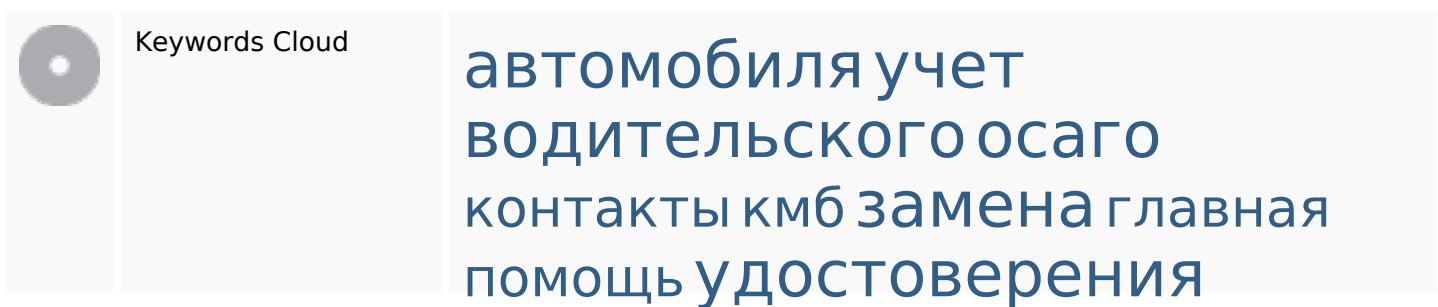 Keywords Cloud
автомобиля учет
водительского осаго
контакты кмб замена главная
помощь удостоверения